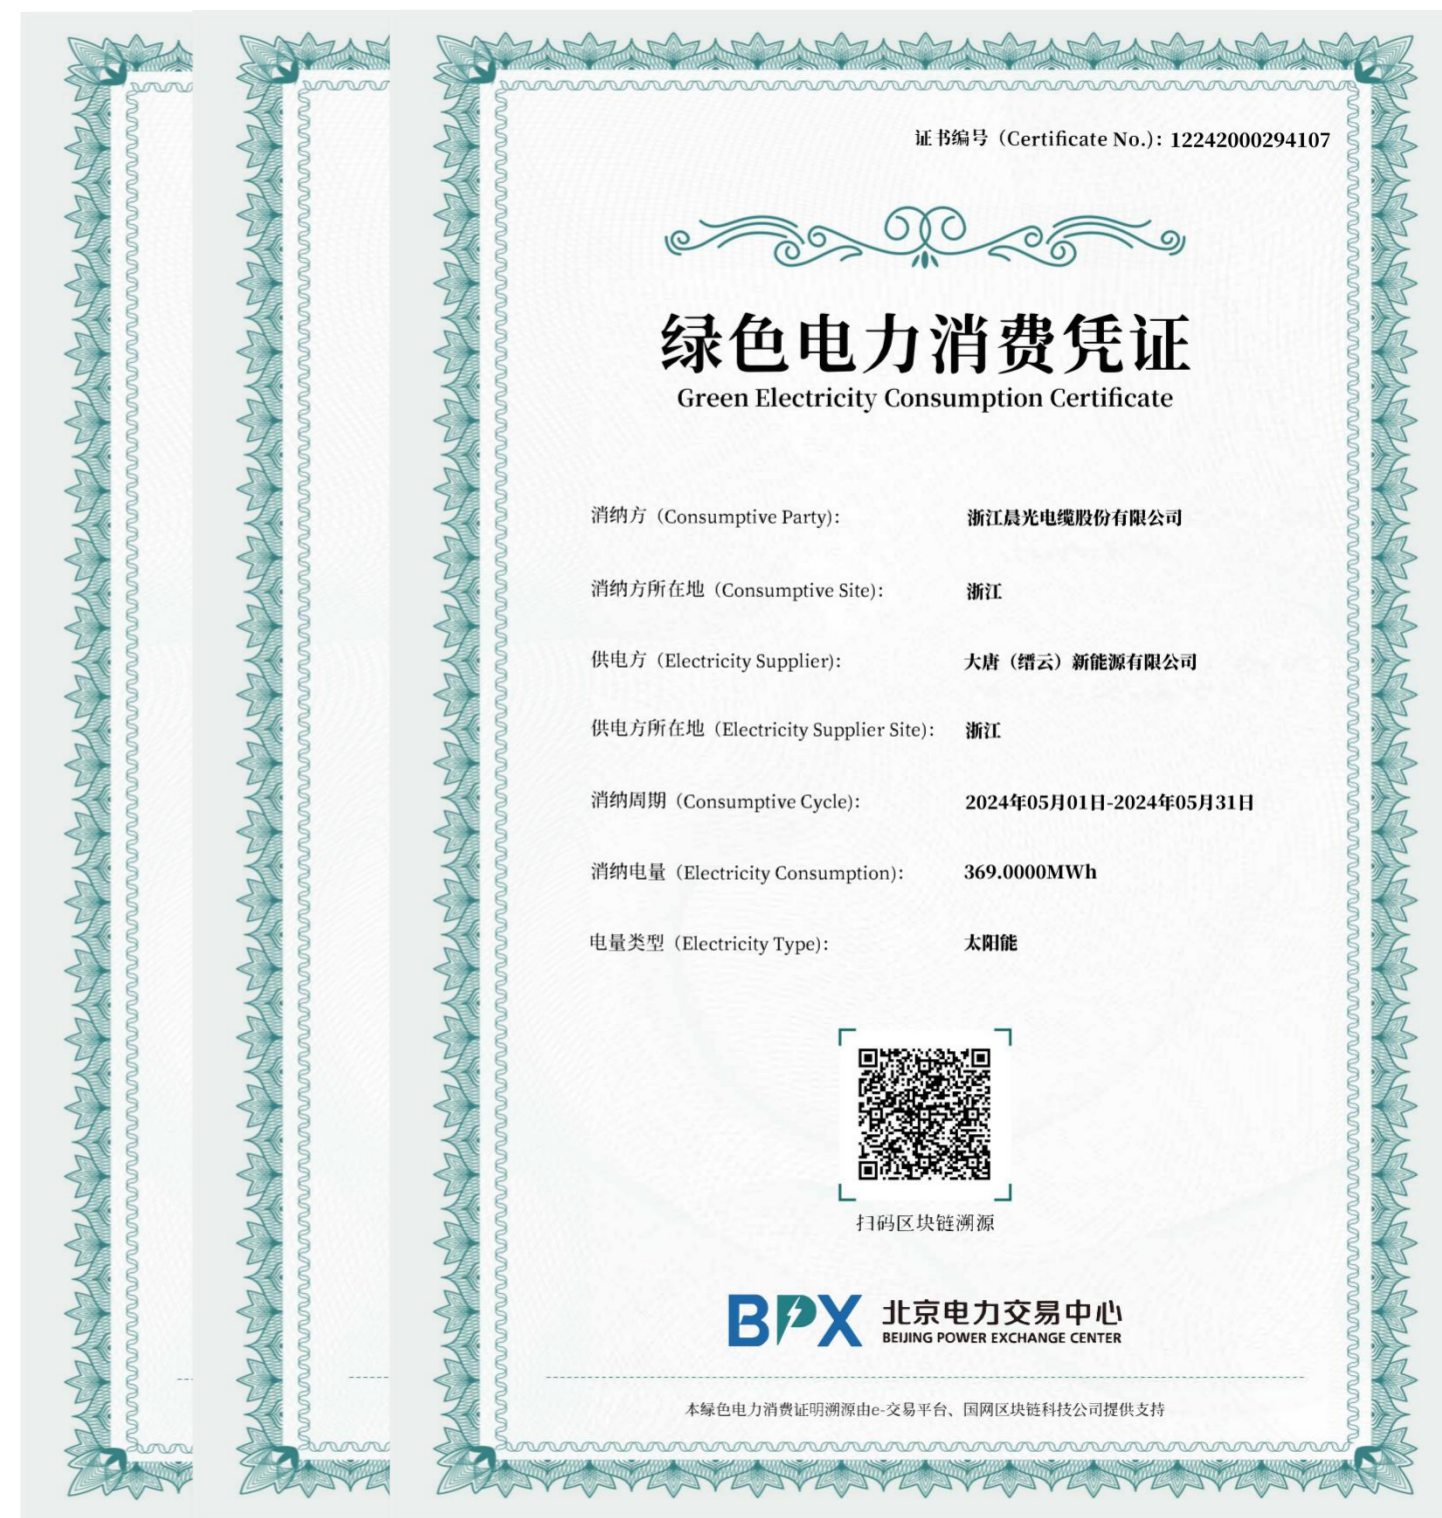 证书编号（Certificate No.）：12242000294107
绿色电力消费凭证
Green Electricity Consumption Certificate
消纳方（Consumptive Party）： 浙江晨光电缆股份有限公司
消纳方所在地（Consumptive Site）： 浙江
供电方（Electricity Supplier）： 大唐（缙云）新能源有限公司
供电方所在地（Electricity Supplier Site）： 浙江
消纳周期（Consumptive Cycle）： 2024年05月01日-2024年05月31日
消纳电量（Electricity Consumption）： 369.0000MWh
电量类型（Electricity Type）： 太阳能
扫码区块链溯源
BPX 北京电力交易中心
BEIJING POWER EXCHANGE CENTER
本绿色电力消费证明溯源由e-交易平台、国网区块链科技公司提供支持